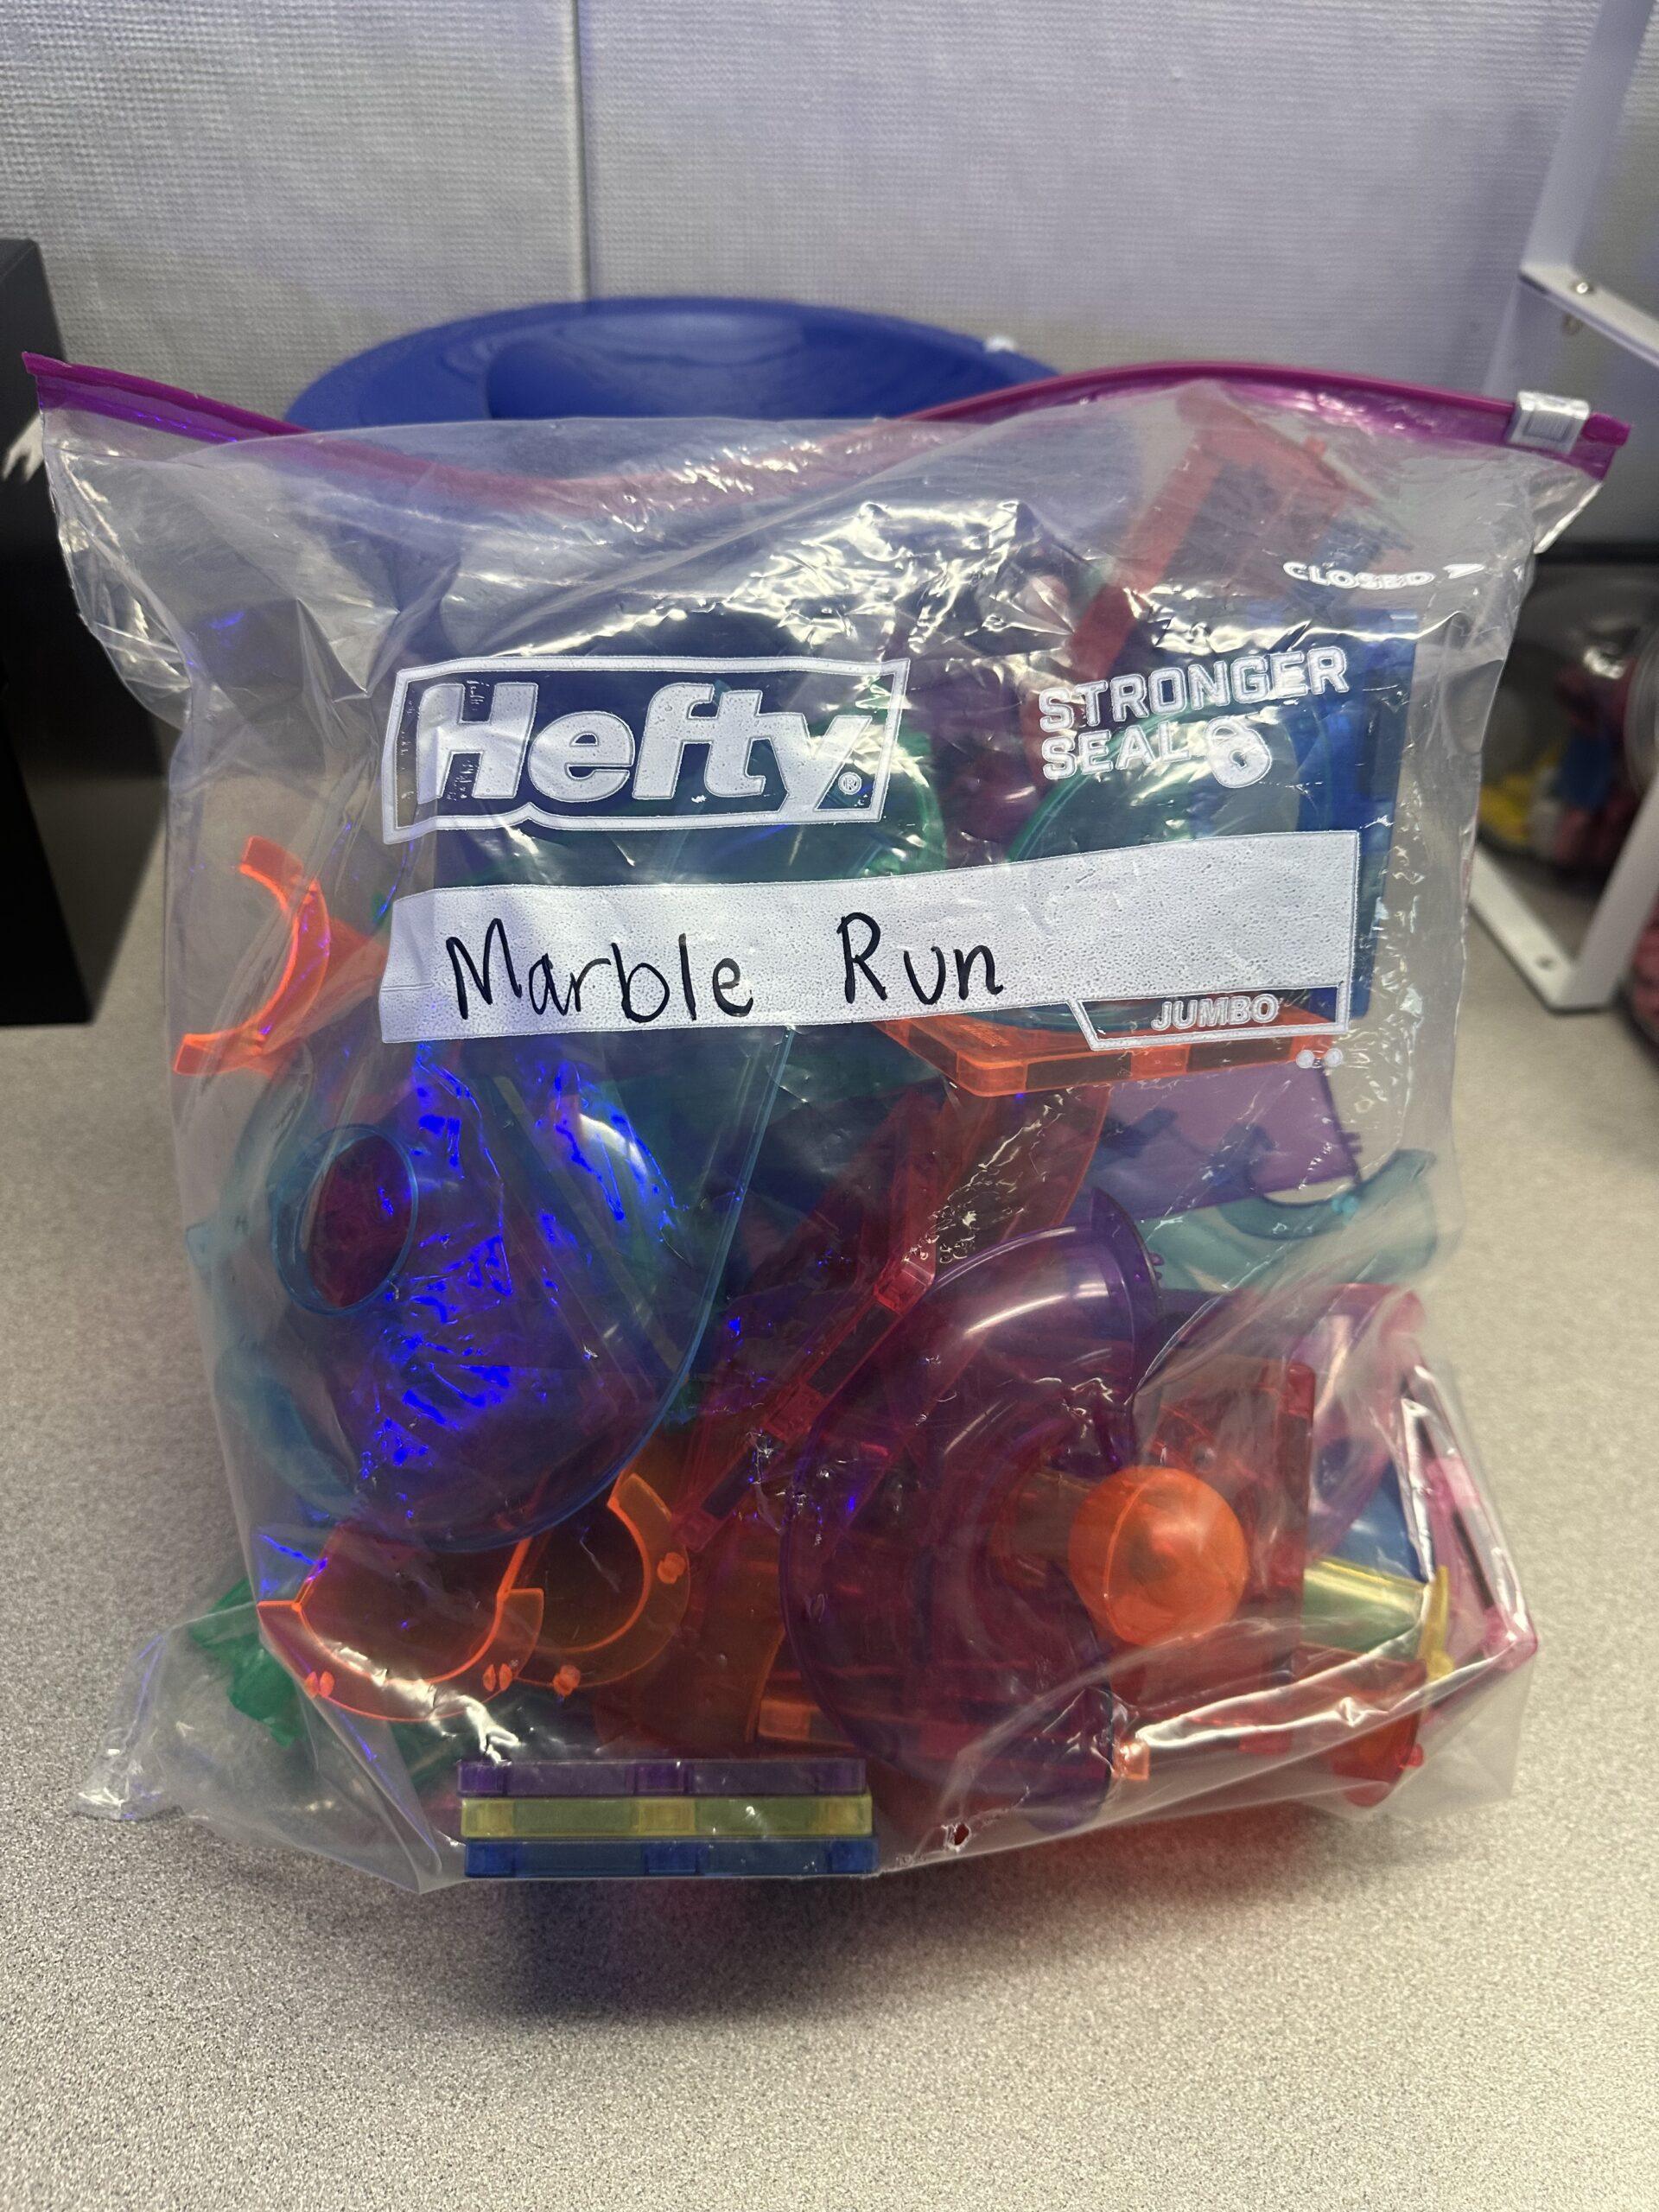 CLOSED
Hefty®
STRONGER
SEAL
Marble Run
JUMBO